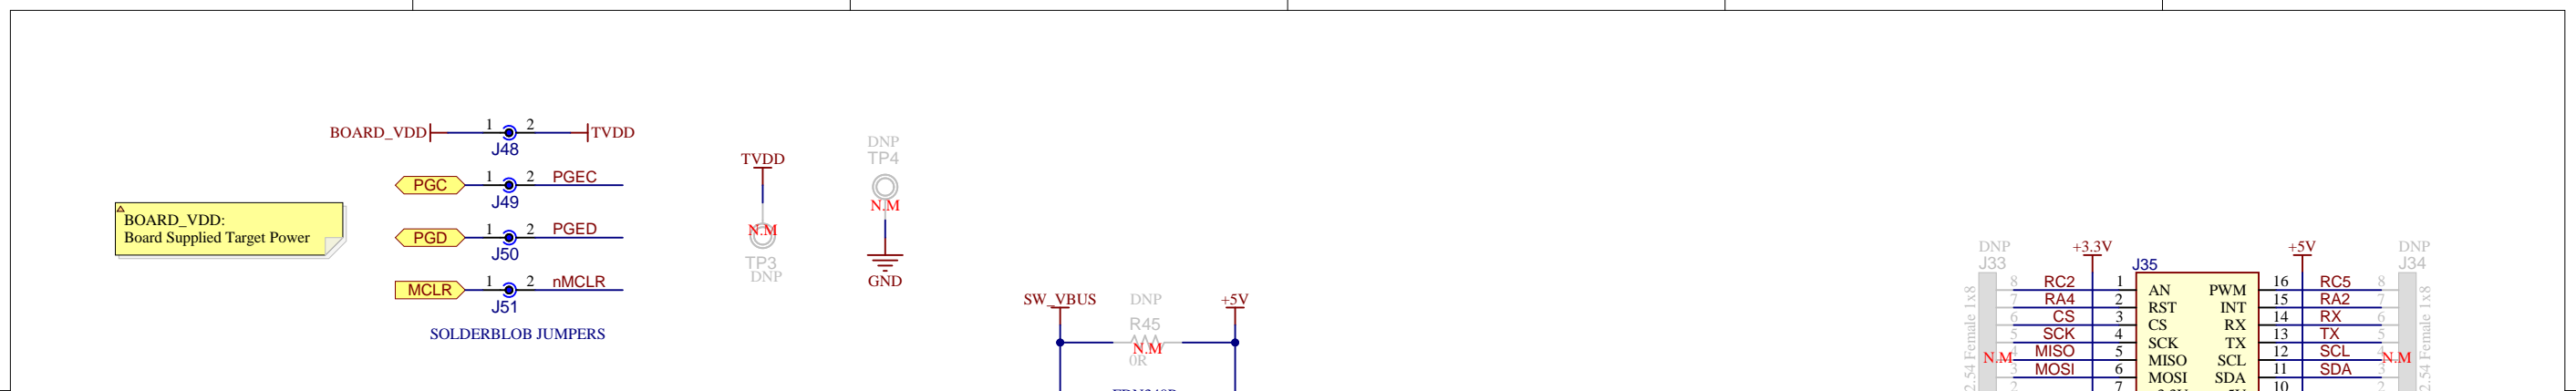 BOARD_VDD 1 2 TVDD
J48
PGC 1 2 PGEC
J49
PGD 1 2 PGED
J50
MCLR 1 2 nMCLR
J51
SOLDERBLOB JUMPERS
BOARD_VDD:
Board Supplied Target Power
TVDD
N.M
TP3
DNP
DNP
TP4
N.M
GND
SW_VBUS
DNP
R45
N.M
0R
+5V
DNP
J33
2.54 Female 1x8
N.M
+3.3V
J35
+5V
DNP
J34
2.54 Female 1x8
N.M
8 RC2 1 AN PWM 16 RC5 8
7 RA4 2 RST INT 15 RA2 7
6 CS 3 CS RX 14 RX 6
5 SCK 4 SCK TX 13 TX 5
MISO 5 MISO SCL 12 SCL
3 MOSI 6 MOSI SDA 11 SDA 3
2 7 10 2